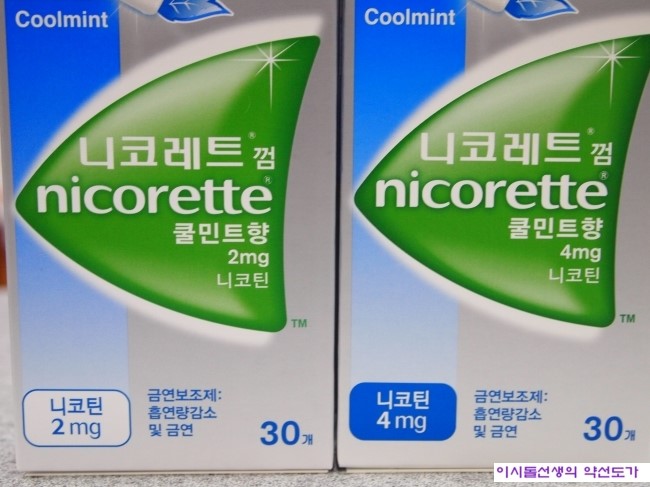 Coolmint
니코레트® 껌
nicorette®
쿨민트향
2mg
니코틴
TM
니코틴
2 mg
금연보조제:
흡연량감소
및 금연
30개
Coolmint
니코레트® 껌
nicorette®
쿨민트향
4mg
니코틴
TM
니코틴
4 mg
금연보조제:
흡연량감소
및 금연
30개
이시돌선생의 약선도가